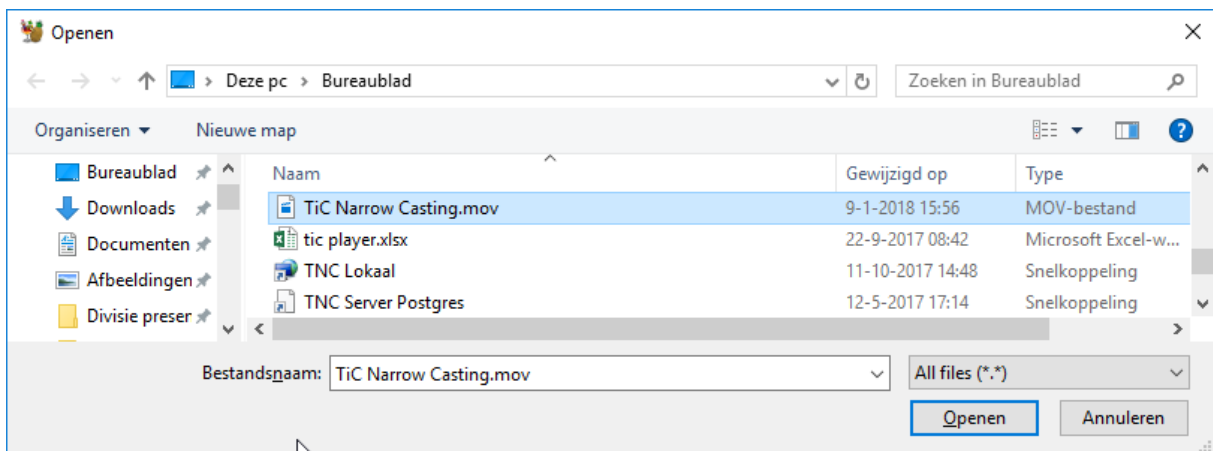 Openen
Deze pc > Bureaublad
Zoeken in Bureaublad
Organiseren Nieuwe map
Naam Gewijzigd op Type
Bureaublad
Downloads
Documenten
Afbeeldingen
Divisie preser
TiC Narrow Casting.mov 9-1-2018 15:56 MOV-bestand
tic player.xlsx 22-9-2017 08:42 Microsoft Excel-w...
TNC Lokaal 11-10-2017 14:48 Snelkoppeling
TNC Server Postgres 12-5-2017 17:14 Snelkoppeling
Bestandsnaam: TiC Narrow Casting.mov All files (*.*)
Openen Annuleren